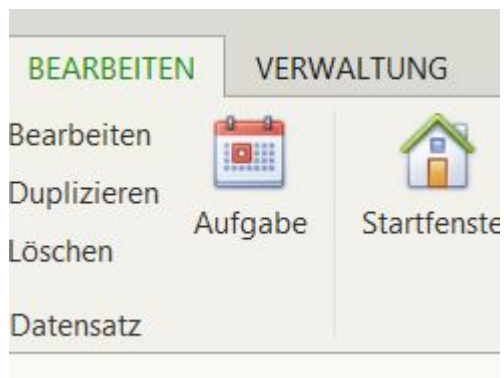 BEARBEITEN VERWALTUNG
Bearbeiten
Duplizieren
Löschen
Aufgabe
Startfenste
Datensatz